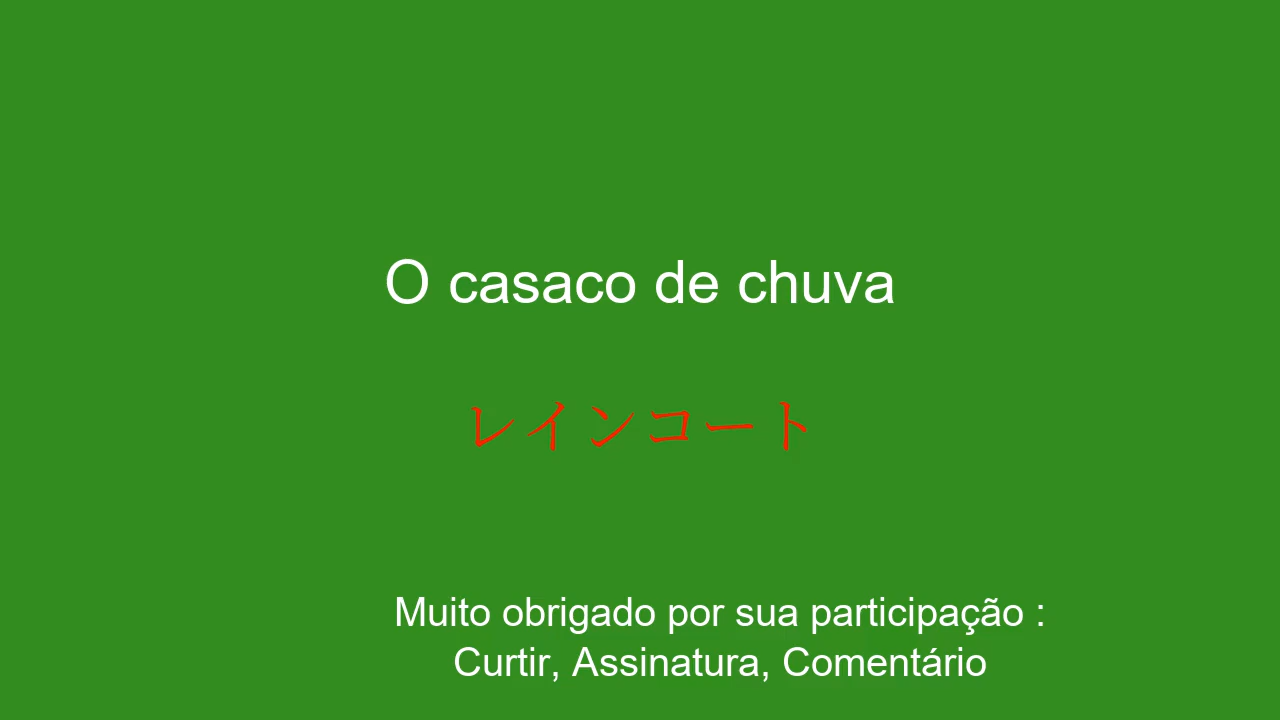 O casaco de chuva
レインコート
Muito obrigado por sua participação :
Curtir, Assinatura, Comentário